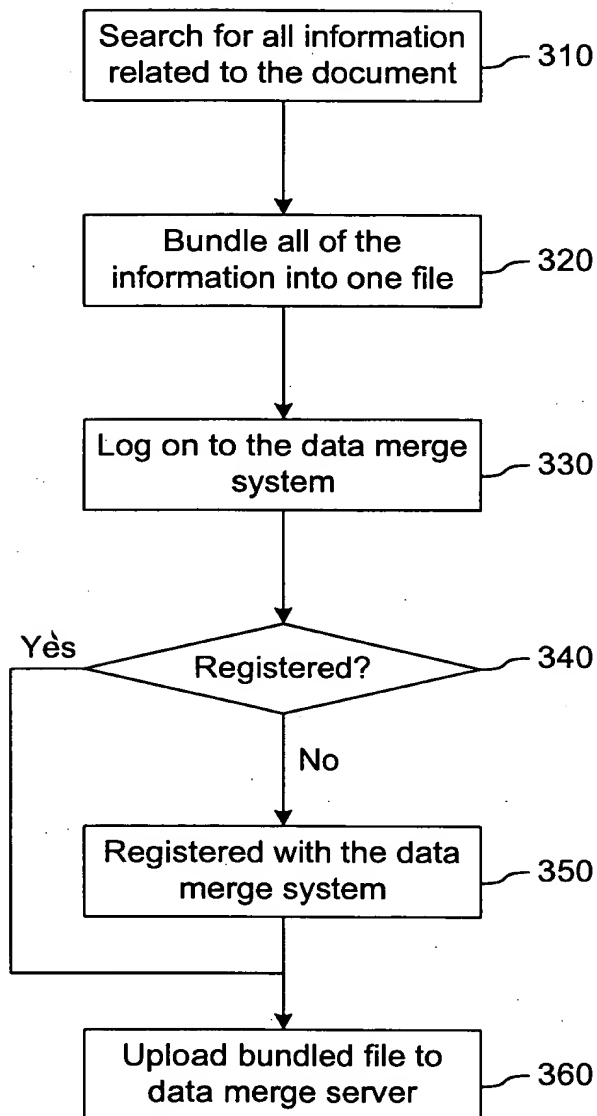 Search for all information
related to the document
310
Bundle all of the
information into one file
320
Log on to the data merge
system
330
Registered?
340
Yes
No
Registered with the data
merge system
350
Upload bundled file to
data merge server
360